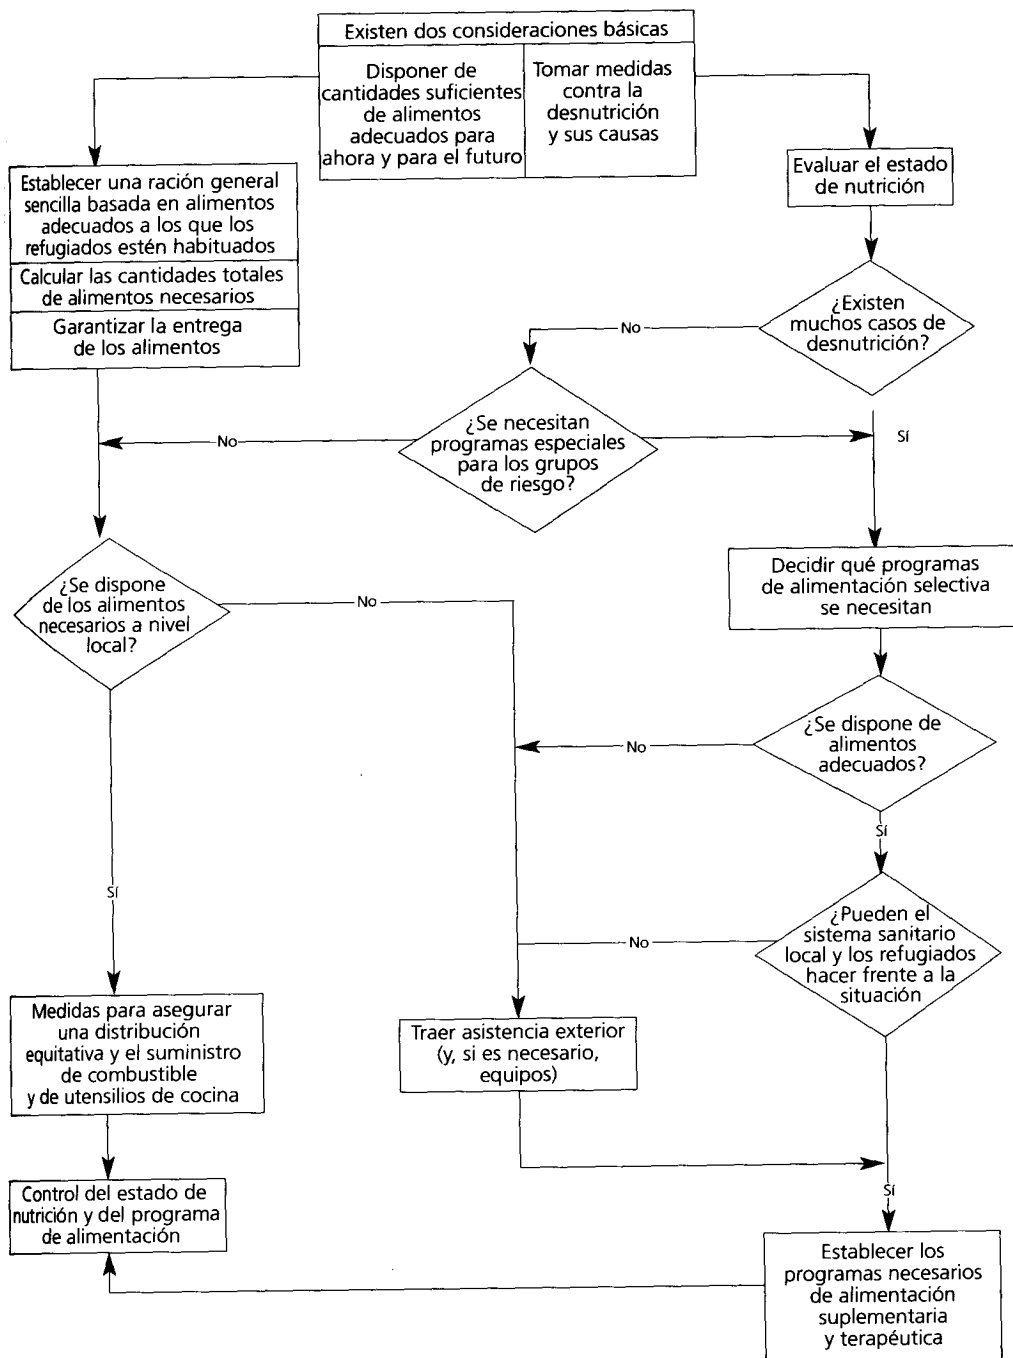 Existen dos consideraciones básicas
Disponer de
cantidades suficientes
de alimentos
adecuados para
ahora y para el futuro
Tomar medidas
contra la
desnutrición
y sus causas
Establecer una ración general
sencilla basada en alimentos
adecuados a los que los
refugiados estén habituados
Calcular las cantidades totales
de alimentos necesarios
Garantizar la entrega
de los alimentos
Evaluar el estado
de nutrición
¿Existen
muchos casos de
desnutrición?
No
¿Se necesitan
programas especiales
para los grupos
de riesgo?
No
Sí
¿Se dispone
de los alimentos
necesarios a nivel
local?
No
Decidir qué programas
de alimentación selectiva
se necesitan
¿Se dispone de
alimentos
adecuados?
No
Sí
Sí
¿Pueden el
sistema sanitario
local y los refugiados
hacer frente a la
situación
No
Medidas para asegurar
una distribución
equitativa y el suministro
de combustible
y de utensilios de cocina
Traer asistencia exterior
(y, si es necesario,
equipos)
Sí
Control del estado de
nutrición y del programa
de alimentación
Establecer los
programas necesarios
de alimentación
suplementaria
y terapéutica